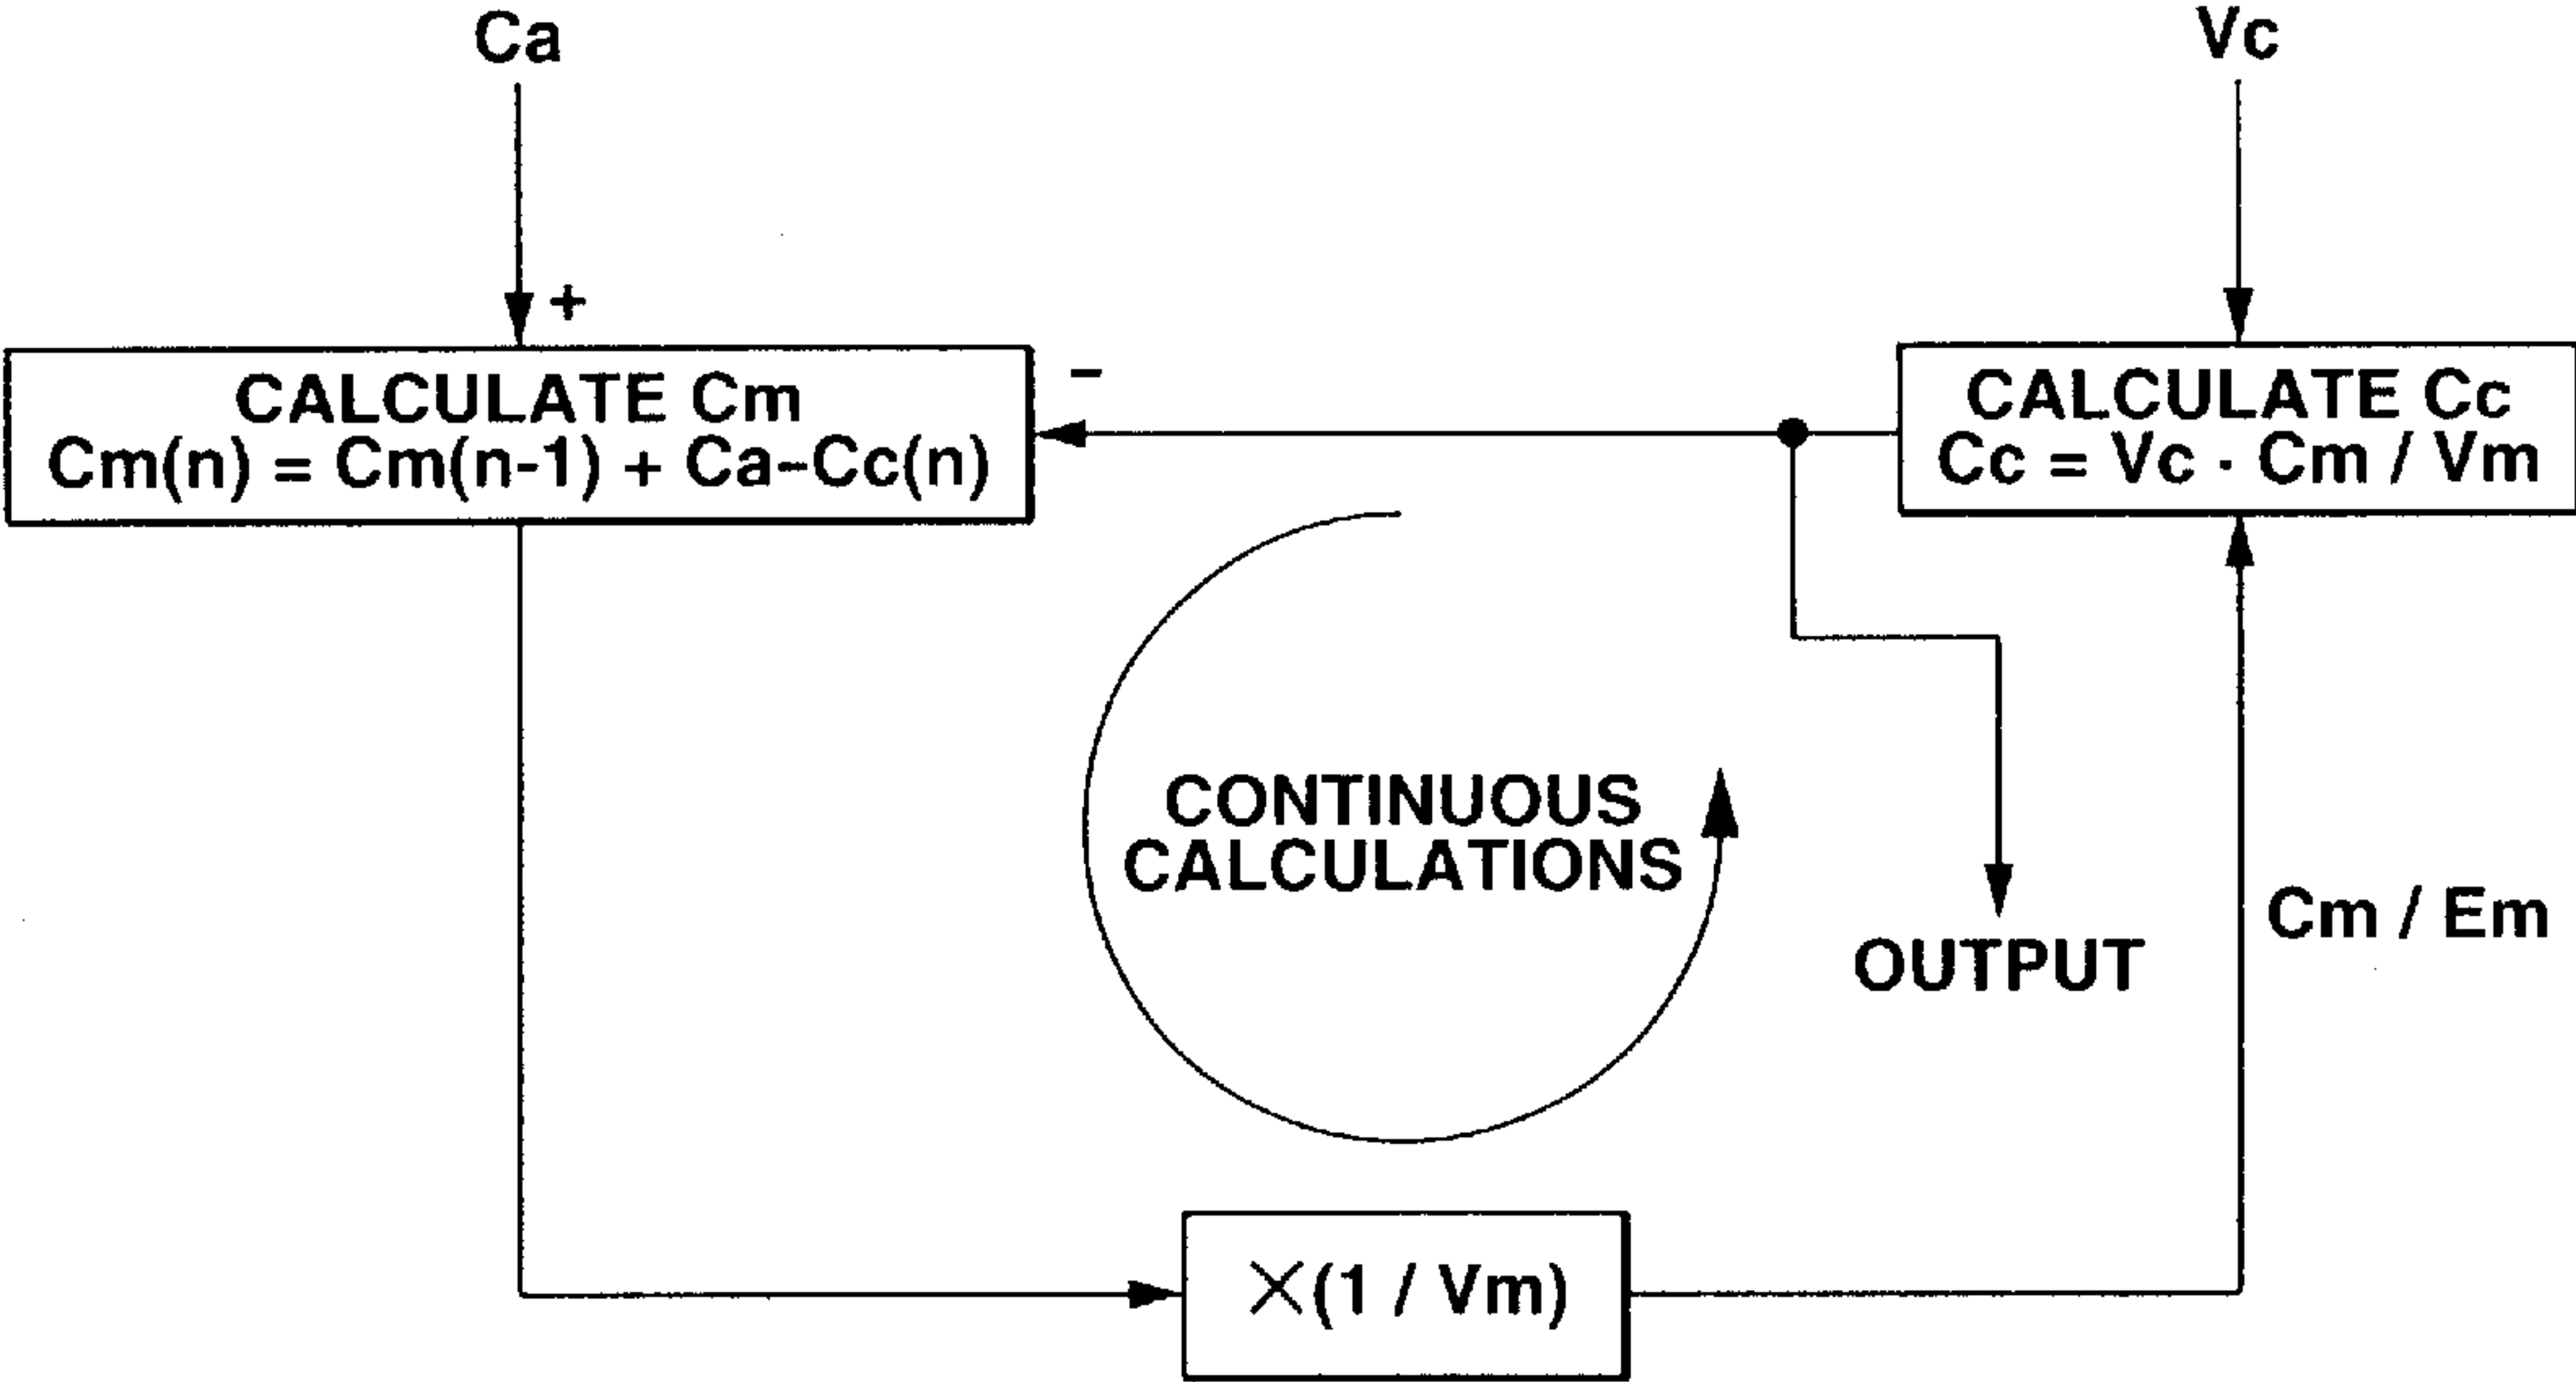 Ca
Vc
+
CALCULATE Cm
Cm(n) = Cm(n-1) + Ca-Cc(n)
-
CALCULATE Cc
Cc = Vc · Cm / Vm
CONTINUOUS
CALCULATIONS
OUTPUT
Cm / Em
×(1 / Vm)